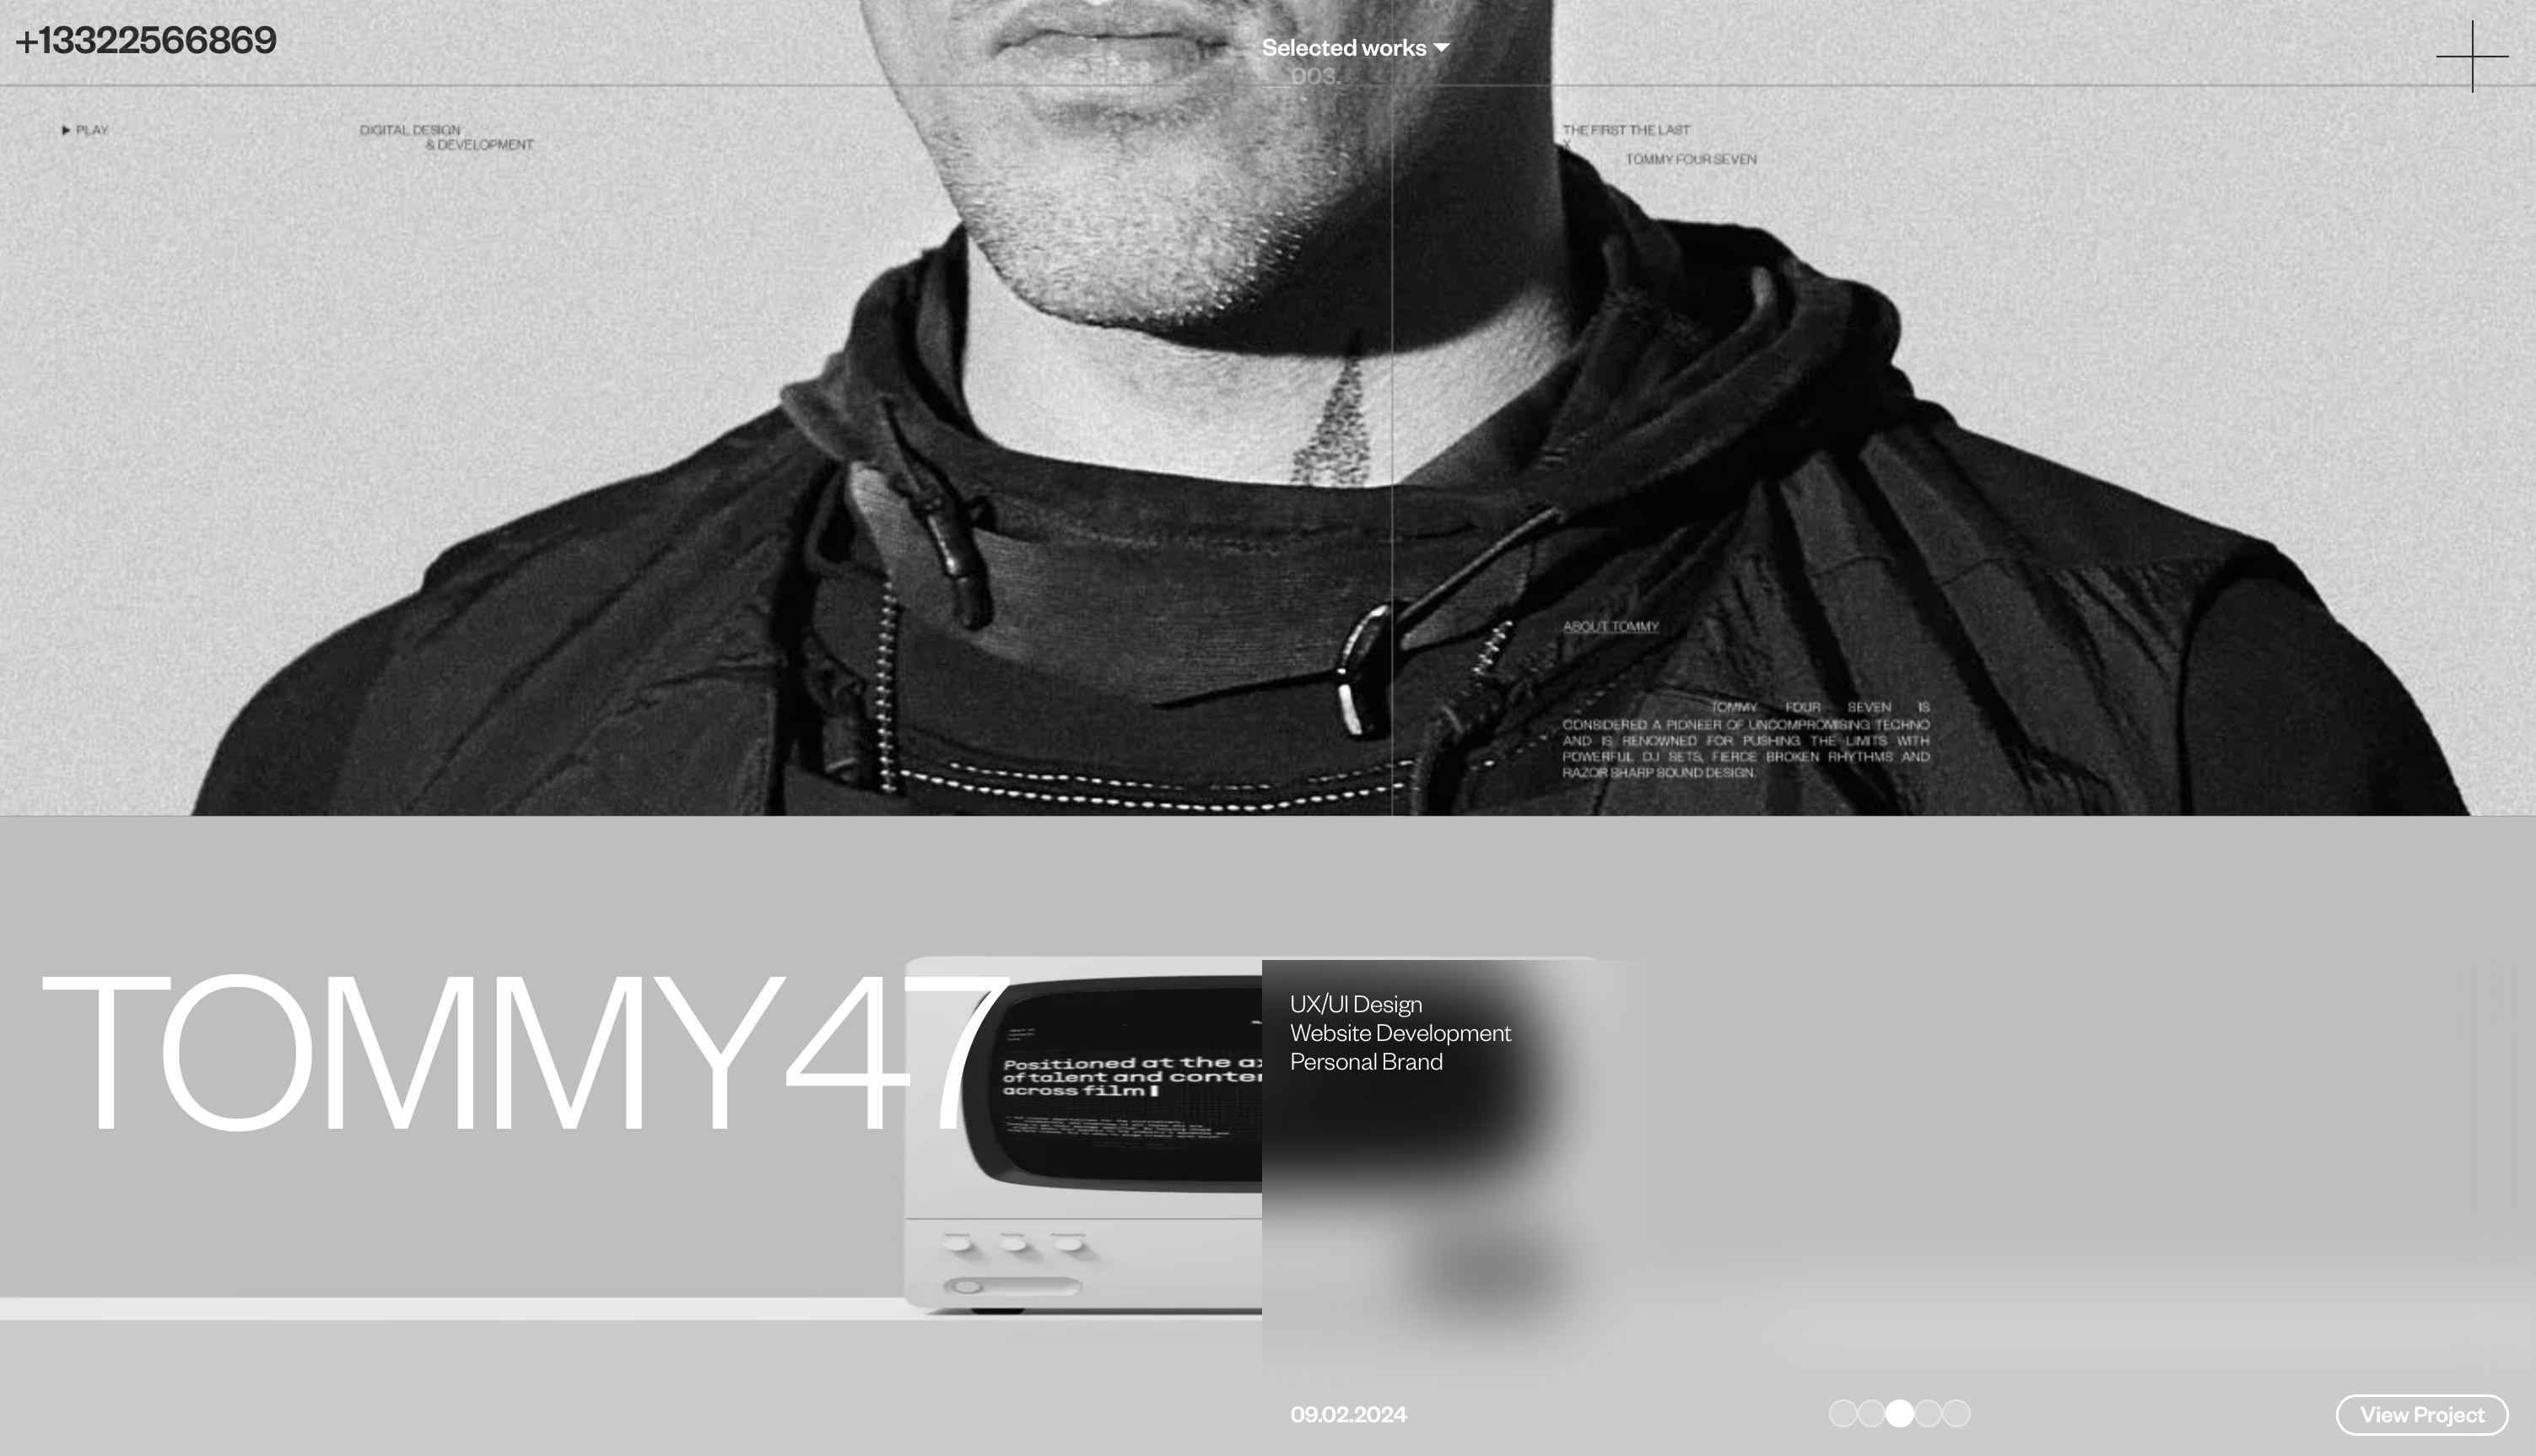 +13322566869
Selected works
003.
PLAY
DIGITAL DESIGN
& DEVELOPMENT
THE FIRST THE LAST
X
TOMMY FOUR SEVEN
ABOUT TOMMY
TOMMY FOUR SEVEN IS
CONSIDERED A PIONEER OF UNCOMPROMISING TECHNO
AND IS RENOWNED FOR PUSHING THE LIMITS WITH
POWERFUL DJ SETS, FIERCE BROKEN RHYTHMS AND
RAZOR SHARP SOUND DESIGN.
TOMMY47
Positioned at the
of talent and
across film
UX/UI Design
Website Development
Personal Brand
09.02.2024
View Project